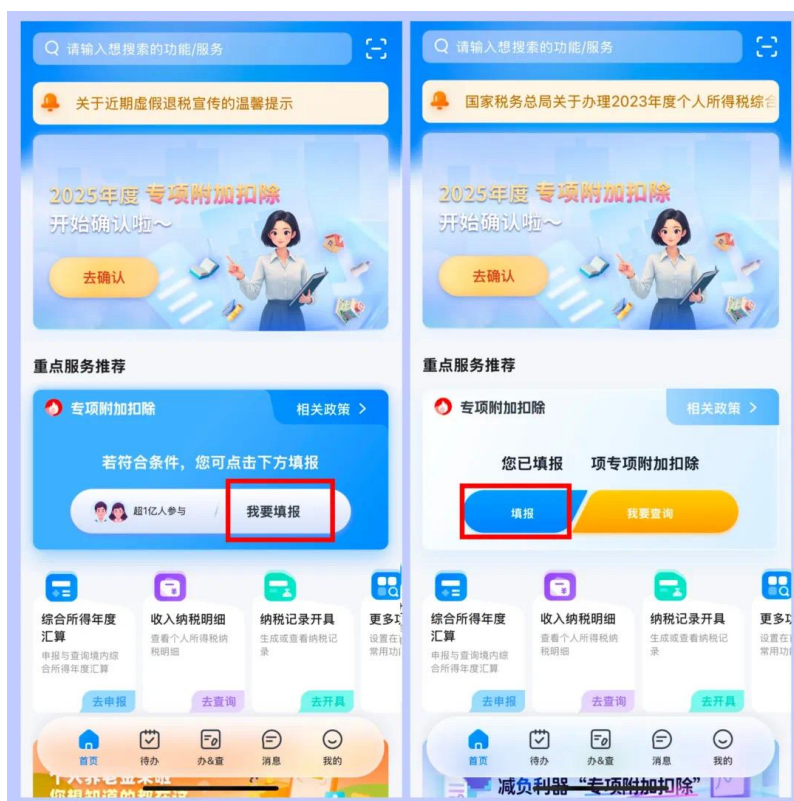 请输入想搜索的功能/服务
关于近期虚假退税宣传的温馨提示
2025年度 专项附加扣除
开始确认啦～
去确认
重点服务推荐
专项附加扣除
相关政策 >
若符合条件，您可点击下方填报
超1亿人参与 / 我要填报
综合所得年度汇算
申报与查询境内综合所得年度汇算
去申报
收入纳税明细
查看个人所得税纳税明细
去查询
纳税记录开具
生成或查看纳税记录
去开具
首页
待办
办&查
消息
我的
请输入想搜索的功能/服务
国家税务总局关于办理2023年度个人所得税综合
2025年度 专项附加扣除
开始确认啦～
去确认
重点服务推荐
专项附加扣除
相关政策 >
您已填报 项专项附加扣除
填报
我要查询
综合所得年度汇算
申报与查询境内综合所得年度汇算
去申报
收入纳税明细
查看个人所得税纳税明细
去查询
纳税记录开具
生成或查看纳税记录
去开具
首页
待办
办&查
消息
我的
减负利器“专项附加扣除”